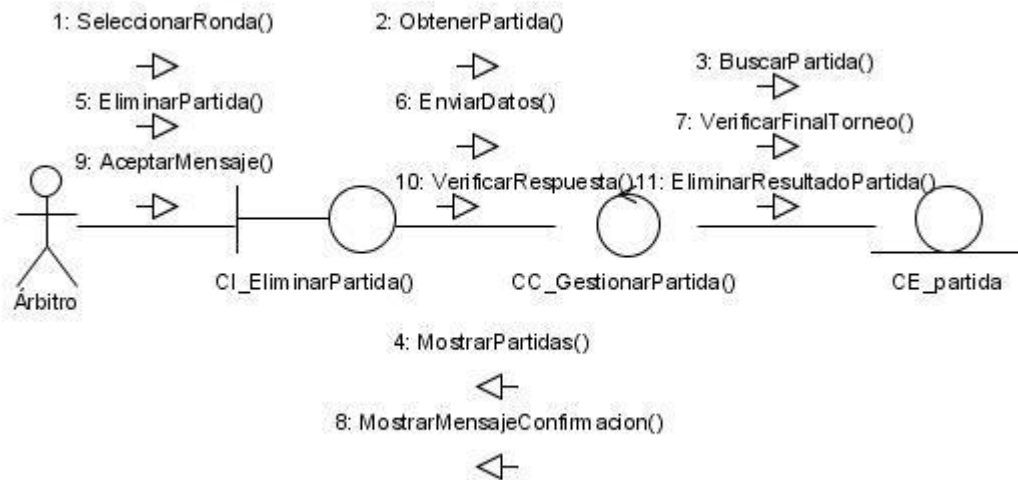 1: SeleccionarRonda()
2: ObtenerPartida()
3: BuscarPartida()
5: EliminarPartida()
6: EnviarDatos()
7: VerificarFinalTorneo()
9: AceptarMensaje()
10: VerificarRespuesta()
11: EliminarResultadoPartida()
CI_EliminarPartida()
CC_GestionarPartida()
CE_partida
Árbitro
4: MostrarPartidas()
8: MostrarMensajeConfirmacion()